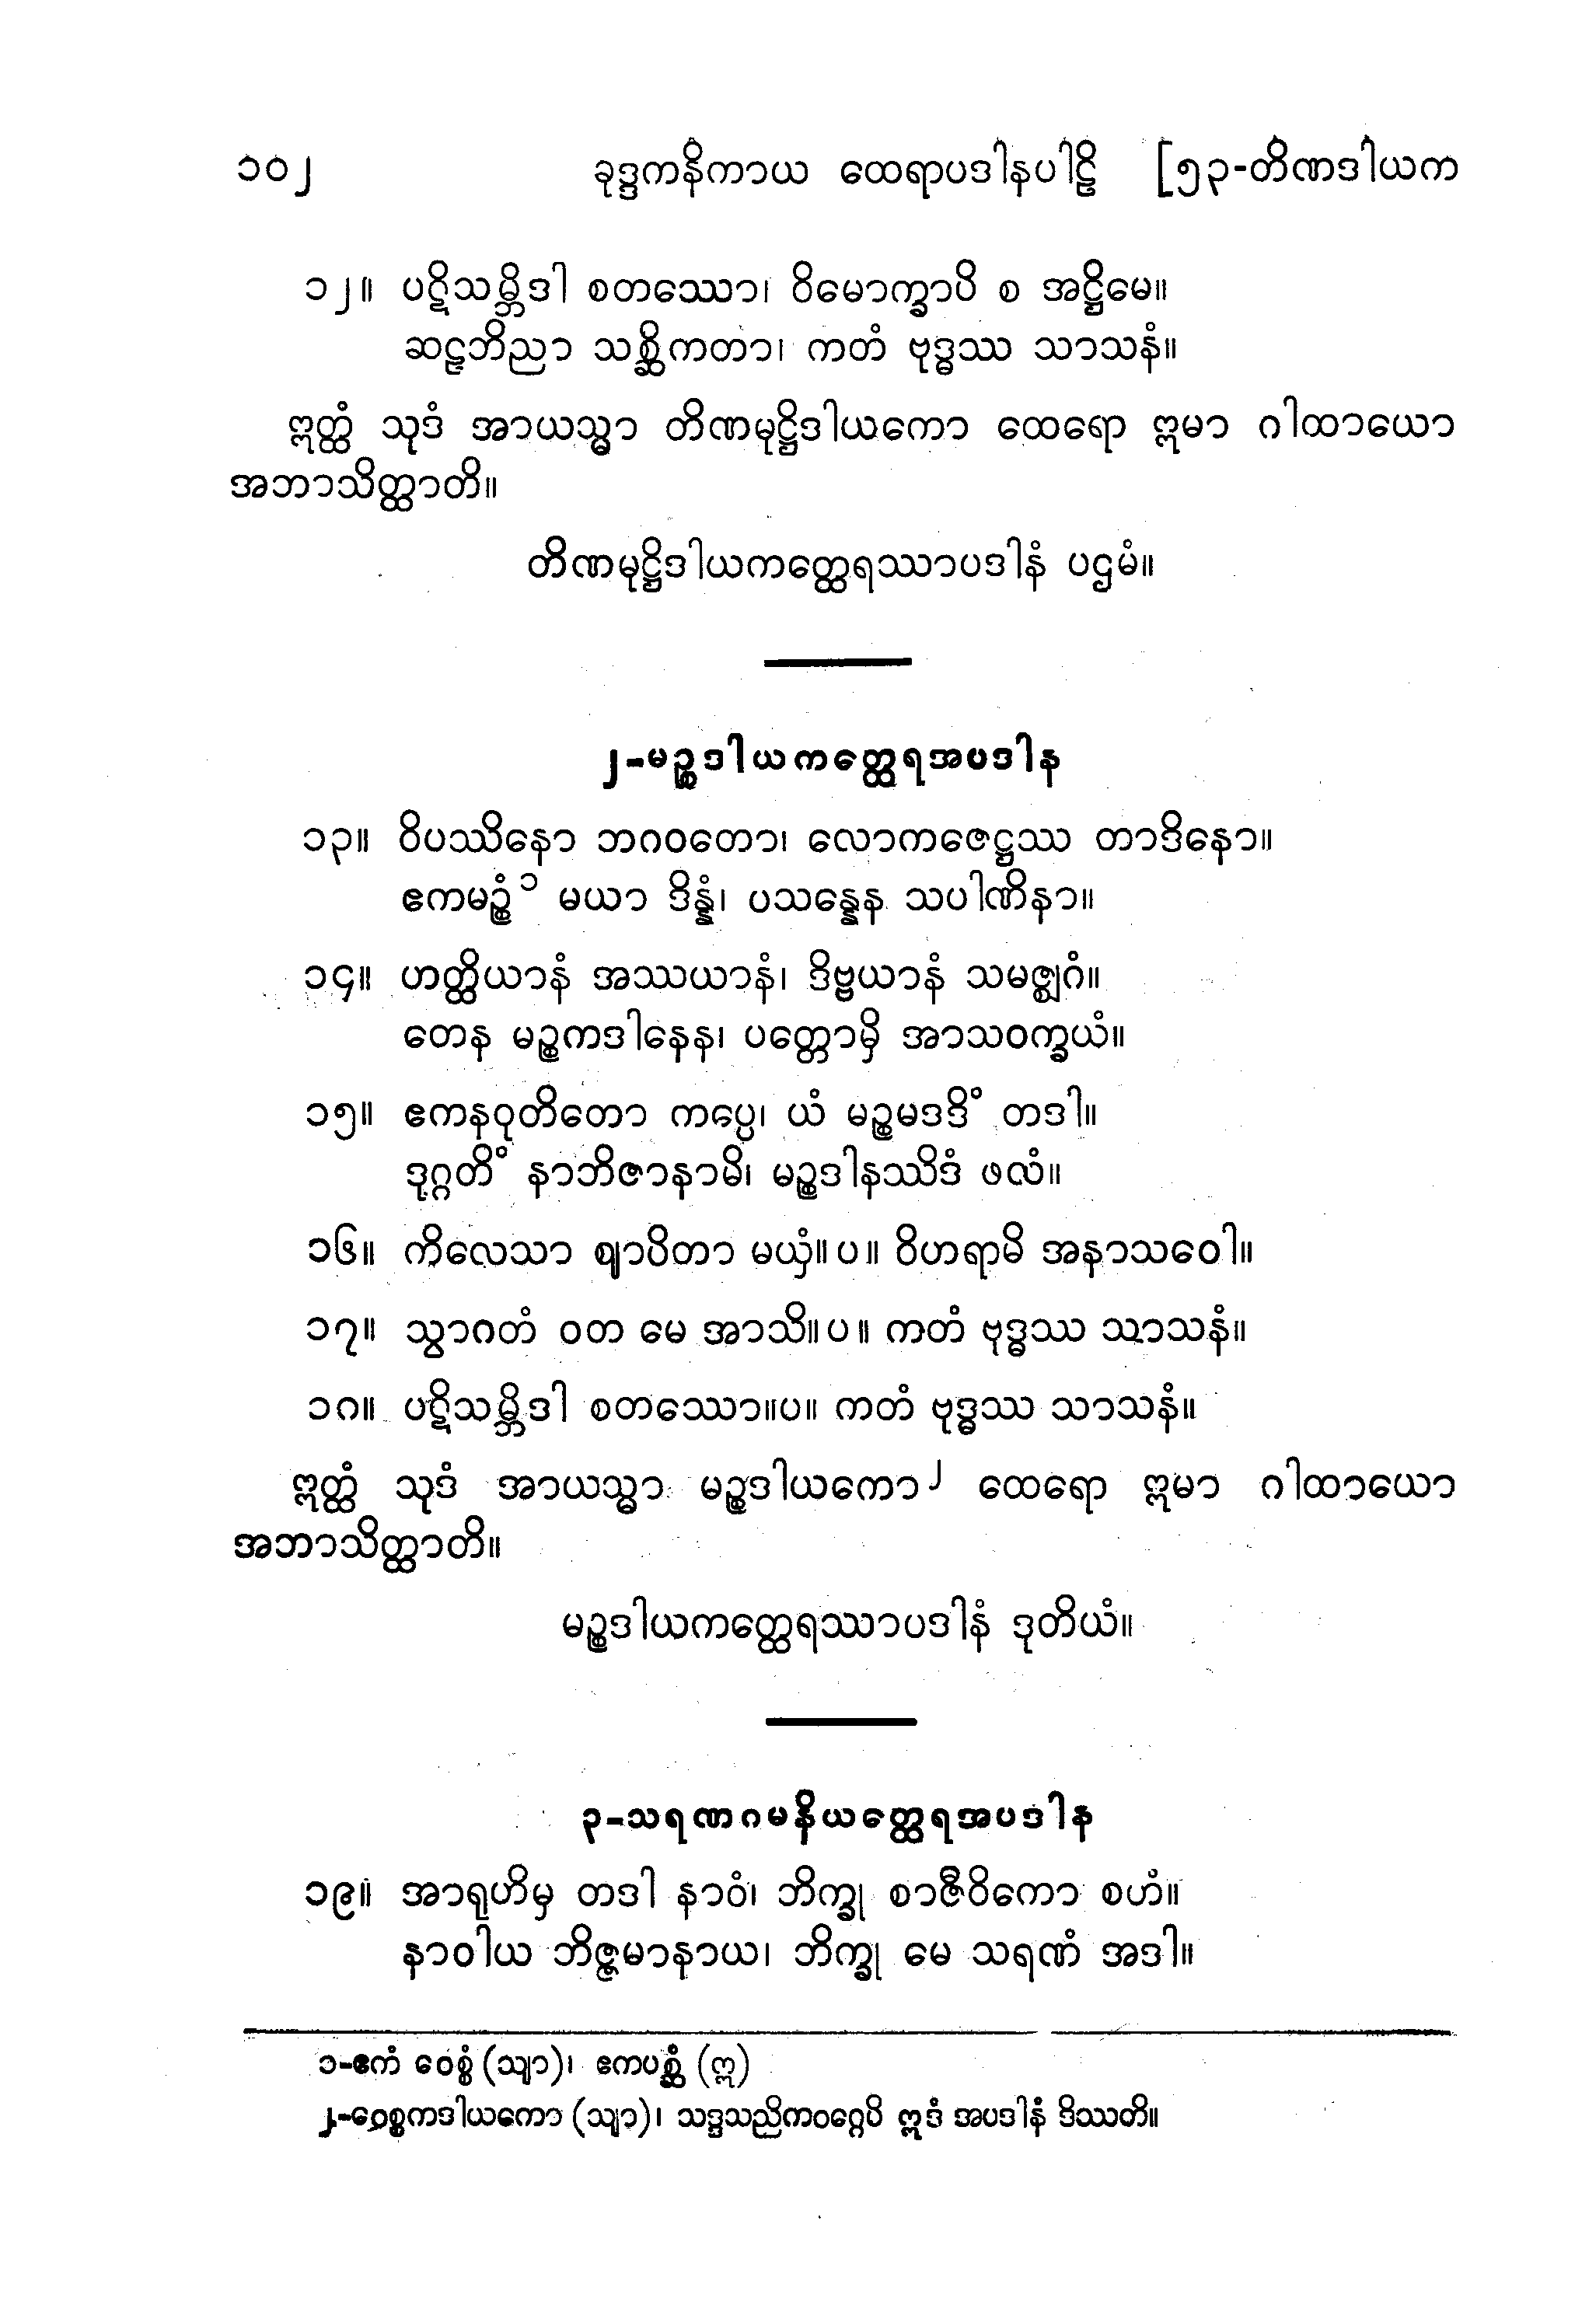 ၁၀၂ ခုဒ္ဒကနိကာယ ထေရာပဒါနပါဠိ [၅၃-တိဏဒါယက
၁၂။ ပဋိသမ္ဘိဒါ စတဿော၊ ဝိမောက္ခာပိ စ အဋ္ဌိမေ။
ဆဠဘိညာ သစ္ဆိကတာ၊ ကတံ ဗုဒ္ဓဿ သာသနံ။
ဣတ္ထံ သုဒံ အာယသ္မာ တိဏမုဋ္ဌိဒါယကော ထေရော ဣမာ ဂါထာယော
အဘာသိတ္ထာတိ။
တိဏမုဋ္ဌိဒါယကတ္ထေရဿာပဒါနံ ပဌမံ။
၂-မဉ္စဒါယကတ္ထေရအပဒါန
၁၃။ ဝိပဿိနော ဘဂဝတော၊ လောကဇေဋ္ဌဿ တာဒိနော။
ဧကမဉ္စံ၁ မယာ ဒိန္နံ၊ ပသန္နေန သပါဏိနာ။
၁၄။ ဟတ္ထိယာနံ အဿယာနံ၊ ဒိဗ္ဗယာနံ သမဇ္ဈဂံ။
တေန မဉ္စကဒါနေန၊ ပတ္တောမှိ အာသဝက္ခယံ။
၁၅။ ဧကနဝုတိတော ကပ္ပေ၊ ယံ မဉ္စမဒဒိံ တဒါ။
ဒုဂ္ဂတိံ နာဘိဇာနာမိ၊ မဉ္စဒါနဿိဒံ ဖလံ။
၁၆။ ကိလေသာ ဈာပိတာ မယှံ။ပ။ ဝိဟရာမိ အနာသဝေါ။
၁၇။ သွာဂတံ ဝတ မေ အာသိ။ပ။ ကတံ ဗုဒ္ဓဿ သာသနံ။
၁၈။ ပဋိသမ္ဘိဒါ စတဿော။ပ။ ကတံ ဗုဒ္ဓဿ သာသနံ။
ဣတ္ထံ သုဒံ အာယသ္မာ မဉ္စဒါယကော၂ ထေရော ဣမာ ဂါထာယော
အဘာသိတ္ထာတိ။
မဉ္စဒါယကတ္ထေရဿာပဒါနံ ဒုတိယံ။
၃-သရဏဂမနိယတ္ထေရအပဒါန
၁၉။ အာရုဟိမှ တဒါ နာဝံ၊ ဘိက္ခု စာဇီဝိကော စဟံ။
နာဝါယ ဘိဇ္ဇမာနာယ၊ ဘိက္ခု မေ သရဏံ အဒါ။
၁-ဧကံ ဝေစ္စံ (သျာ)၊ ဧကပစ္ဆံ (ဣ)
၂-ဝေစ္စကဒါယကော (သျာ)၊ သဒ္ဒသညိကဝဂ္ဂေပိ ဣဒံ အပဒါနံ ဒိဿတိ။